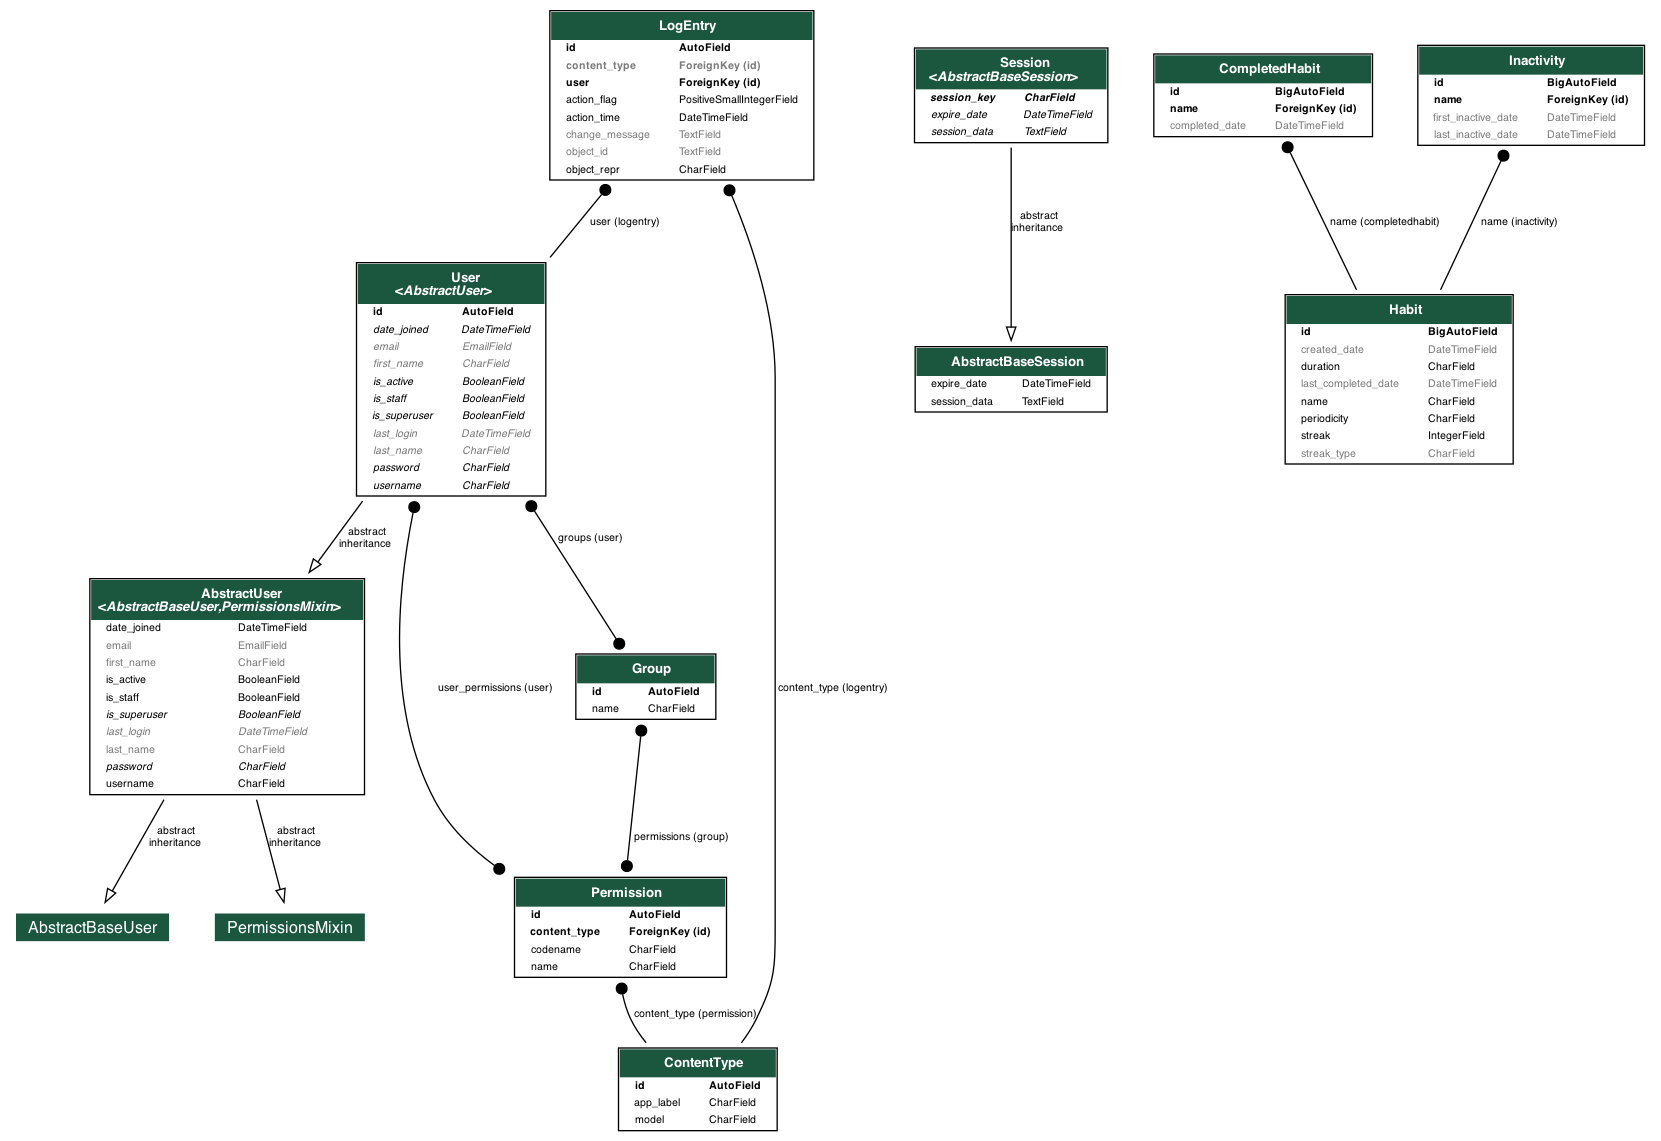 LogEntry
id AutoField
content_type ForeignKey (id)
user ForeignKey (id)
action_flag PositiveSmallIntegerField
action_time DateTimeField
change_message TextField
object_id TextField
object_repr CharField
Session
<AbstractBaseSession>
session_key CharField
expire_date DateTimeField
session_data TextField
CompletedHabit
id BigAutoField
name ForeignKey (id)
completed_date DateTimeField
Inactivity
id BigAutoField
name ForeignKey (id)
first_inactive_date DateTimeField
last_inactive_date DateTimeField
user (logentry)
abstract
inheritance
name (completedhabit)
name (inactivity)
User
<AbstractUser>
id AutoField
date_joined DateTimeField
email EmailField
first_name CharField
is_active BooleanField
is_staff BooleanField
is_superuser BooleanField
last_login DateTimeField
last_name CharField
password CharField
username CharField
AbstractBaseSession
expire_date DateTimeField
session_data TextField
Habit
id BigAutoField
created_date DateTimeField
duration CharField
last_completed_date DateTimeField
name CharField
periodicity CharField
streak IntegerField
streak_type CharField
abstract
inheritance
groups (user)
AbstractUser
<AbstractBaseUser,PermissionsMixin>
date_joined DateTimeField
email EmailField
first_name CharField
is_active BooleanField
is_staff BooleanField
is_superuser BooleanField
last_login DateTimeField
last_name CharField
password CharField
username CharField
user_permissions (user)
Group
id AutoField
name CharField
content_type (logentry)
abstract
inheritance
abstract
inheritance
permissions (group)
AbstractBaseUser
PermissionsMixin
Permission
id AutoField
content_type ForeignKey (id)
codename CharField
name CharField
content_type (permission)
ContentType
id AutoField
app_label CharField
model CharField